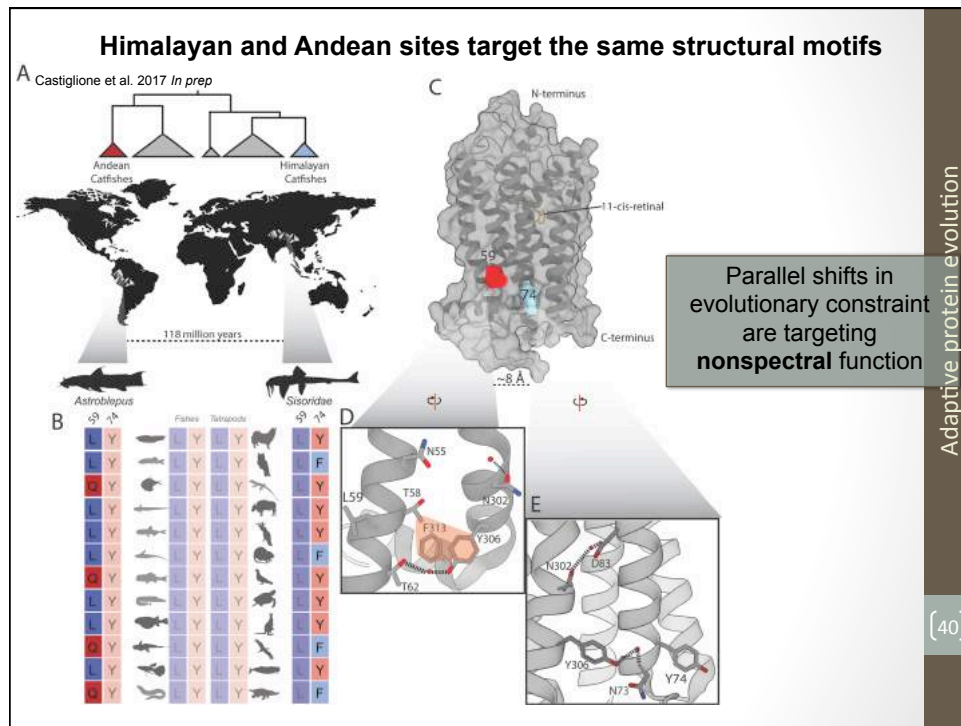 Himalayan and Andean sites target the same structural motifs
A Castiglione et al. 2017 In prep
Andean
Catfishes
Himalayan
Catfishes
118 million years
Astroblepus
Sisoridae
B
59 74
Fishes
Tetrapods
59 74
L Y L Y L Y L Y
L Y L Y L Y L F
Q Y L Y L Y L Y
L Y L Y L Y L Y
L Y L Y L Y L Y
L Y L Y L Y L F
Q Y L Y L Y L Y
L Y L Y L Y L Y
L Y L Y L Y L Y
Q Y L Y L Y L F
L Y L Y L Y L Y
Q Y L Y L Y L F
C
N-terminus
11-cis-retinal
59
74
C-terminus
~8 Å
D
N55
L59
T58
N302
F313
Y306
T62
E
N302
D83
Y306
Y74
N73
Parallel shifts in
evolutionary constraint
are targeting
nonspectral function
Adaptive protein evolution
40